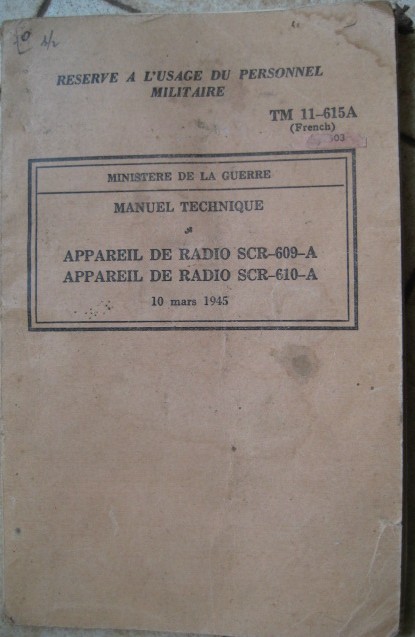 RESERVE A L'USAGE DU PERSONNEL
MILITAIRE
TM 11-615A
(French)
MINISTERE DE LA GUERRE
MANUEL TECHNIQUE
APPAREIL DE RADIO SCR-609-A
APPAREIL DE RADIO SCR-610-A
10 mars 1945